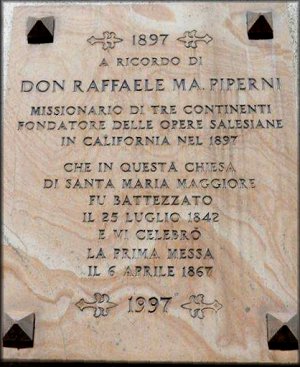 1897
A RICORDO DI
DON RAFFAELE MA. PIPERNI
MISSIONARIO DI TRE CONTINENTI
FONDATORE DELLE OPERE SALESIANE
IN CALIFORNIA NEL 1897
CHE IN QUESTA CHIESA
DI SANTA MARIA MAGGIORE
FU BATTEZZATO
IL 25 LUGLIO 1842
E VI CELEBRÒ
LA PRIMA MESSA
IL 6 APRILE 1867
1997